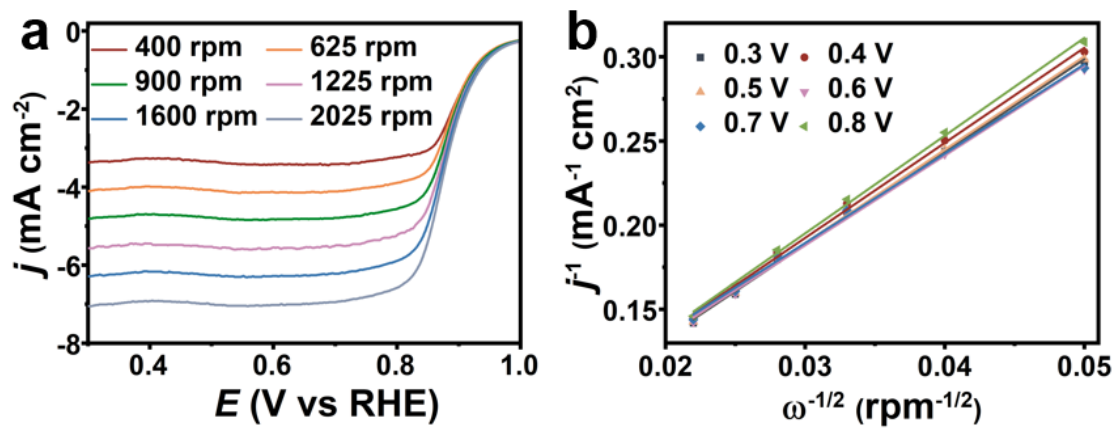 a
400 rpm
625 rpm
900 rpm
1225 rpm
1600 rpm
2025 rpm
0
-2
-4
-6
-8
j (mA cm⁻²)
0.4
0.6
0.8
1.0
E (V vs RHE)
b
0.3 V
0.4 V
0.5 V
0.6 V
0.7 V
0.8 V
0.30
0.25
0.20
0.15
j⁻¹ (mA⁻¹ cm²)
0.02
0.03
0.04
0.05
ω⁻¹/² (rpm⁻¹/²)